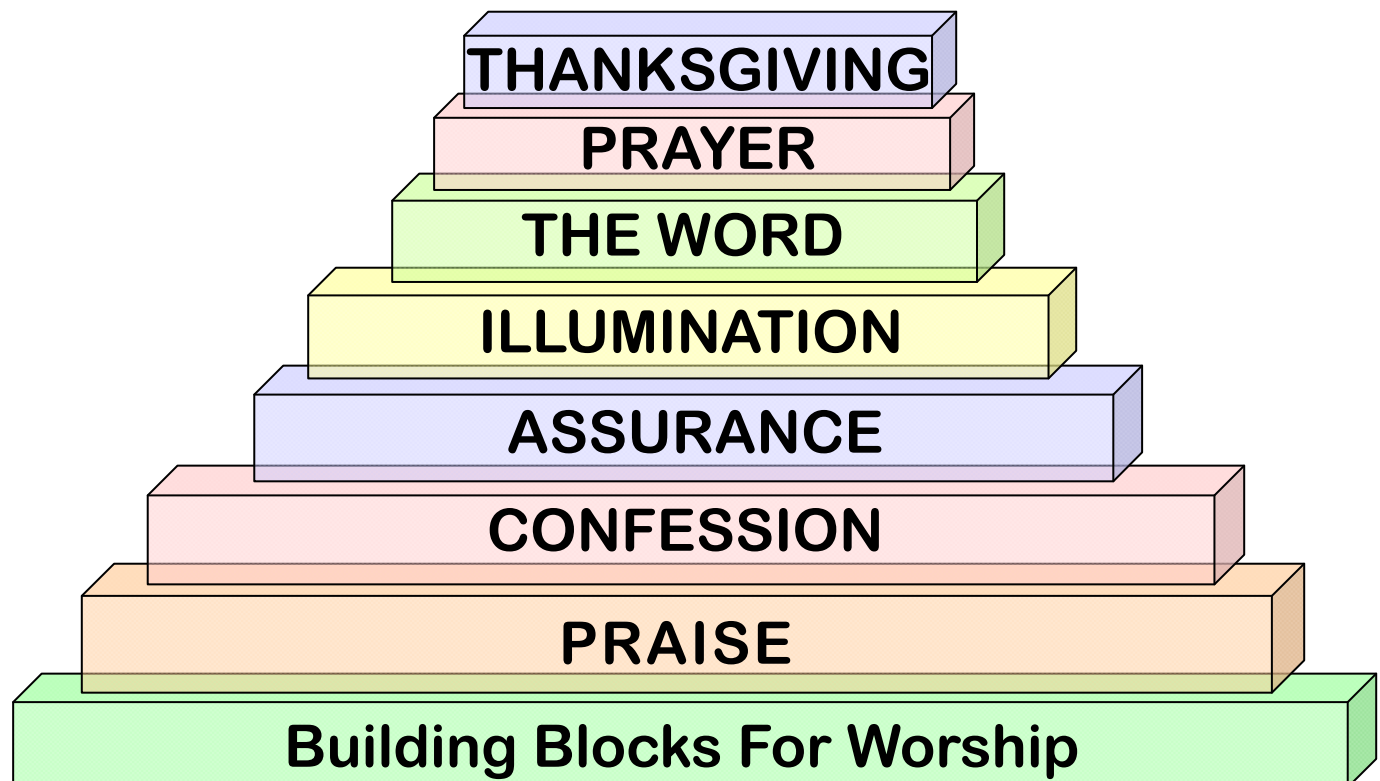 THANKSGIVING
PRAYER
THE WORD
ILLUMINATION
ASSURANCE
CONFESSION
PRAISE
Building Blocks For Worship